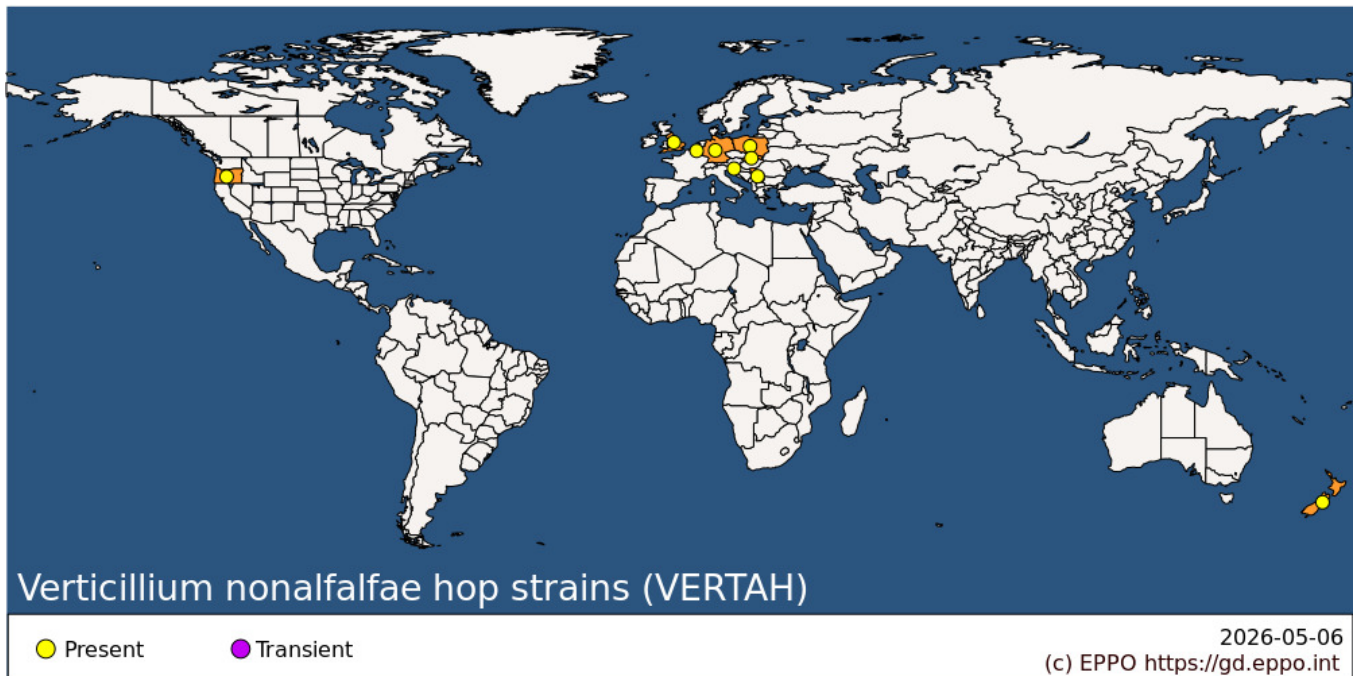 Verticillium nonalfalfae hop strains (VERTAH)
Present
Transient
2026-05-06
(c) EPPO https://gd.eppo.int